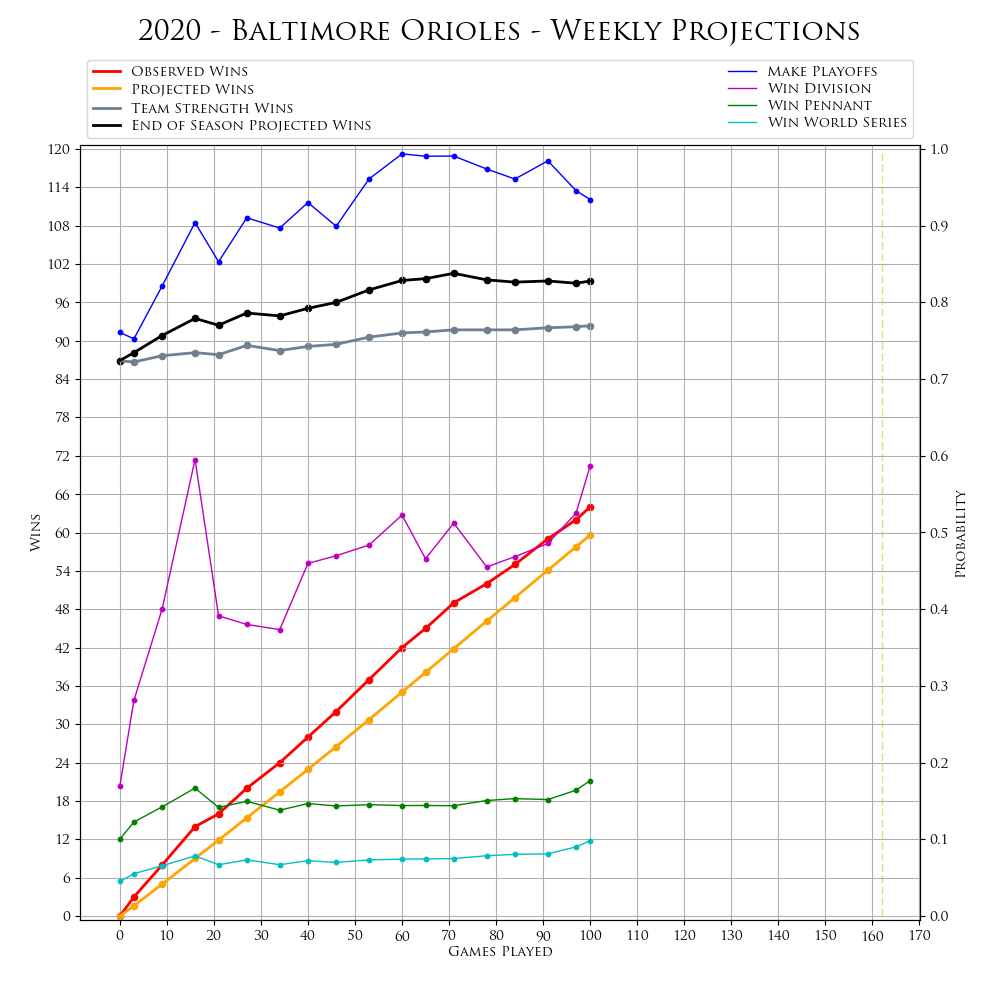 2020 - Baltimore Orioles - Weekly Projections
Observed Wins
Projected Wins
Team Strength Wins
End of Season Projected Wins
Make Playoffs
Win Division
Win Pennant
Win World Series
120
114
108
102
96
90
84
78
72
66
60
54
48
42
36
30
24
18
12
6
0
Wins
1.0
0.9
0.8
0.7
0.6
0.5
0.4
0.3
0.2
0.1
0.0
Probability
0 10 20 30 40 50 60 70 80 90 100 110 120 130 140 150 160 170
Games Played